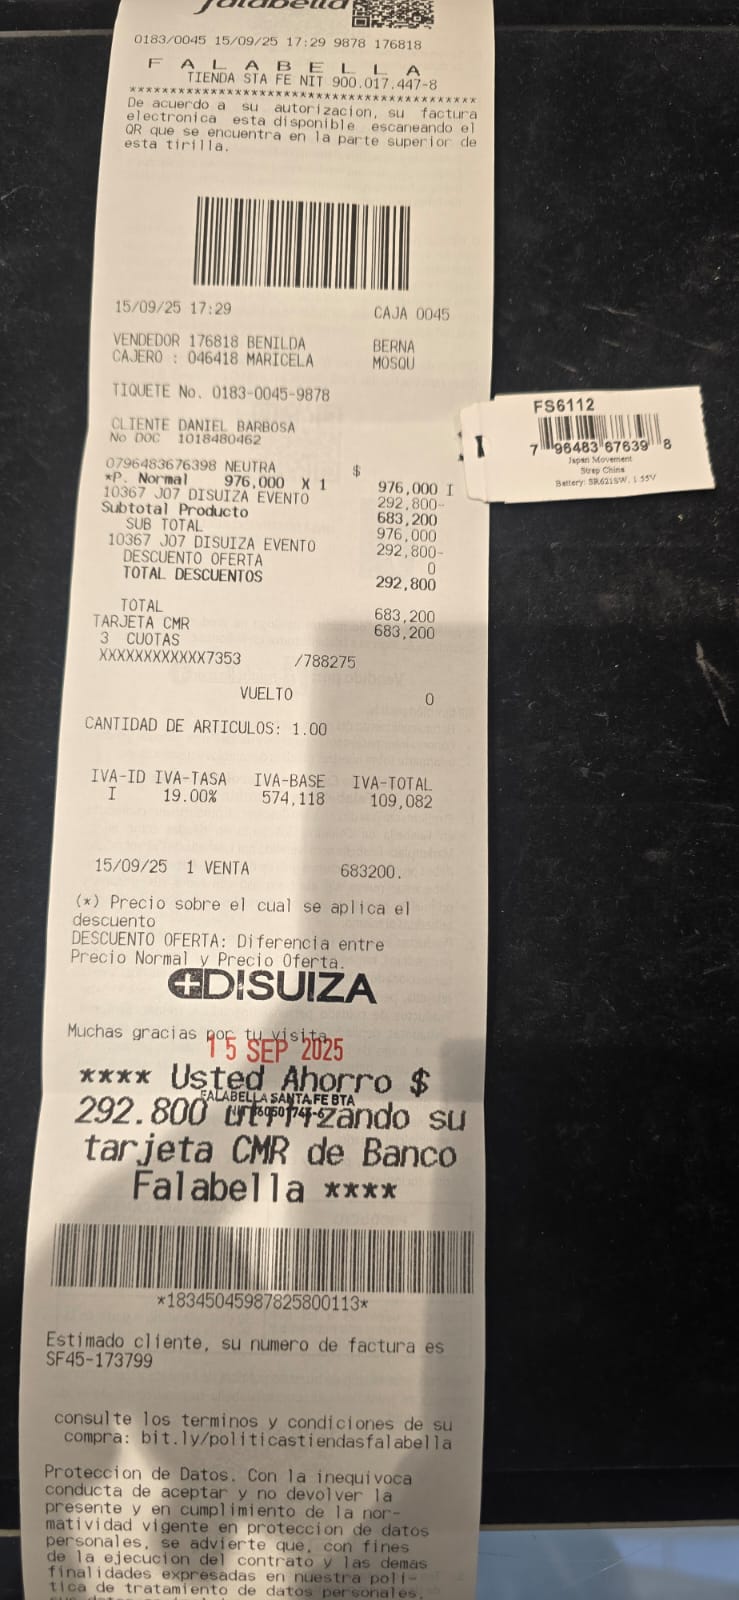 falabella
0183/0045 15/09/25 17:29 9878 176818
F A L A B E L L A
TIENDA STA FE NIT 900.017.447-8
****************************************
De acuerdo a su autorizacion, su factura
electronica esta disponible escaneando el
QR que se encuentra en la parte superior de
esta tirilla.
15/09/25 17:29 CAJA 0045
VENDEDOR 176818 BENILDA BERNA
CAJERO : 046418 MARICELA MOSQU
TIQUETE No. 0183-0045-9878
CLIENTE DANIEL BARBOSA
No DOC 1018480462
0796483676398 NEUTRA $
*P. Normal 976,000 X 1 976,000 I
10367 J07 DISUIZA EVENTO 292,800-
Subtotal Producto 683,200
SUB TOTAL 976,000
10367 J07 DISUIZA EVENTO 292,800-
DESCUENTO OFERTA 0
TOTAL DESCUENTOS 292,800
TOTAL 683,200
TARJETA CMR 683,200
3 CUOTAS
XXXXXXXXXXXX7353 /788275
VUELTO 0
CANTIDAD DE ARTICULOS: 1.00
IVA-ID IVA-TASA IVA-BASE IVA-TOTAL
I 19.00% 574,118 109,082
15/09/25 1 VENTA 683200.
(*) Precio sobre el cual se aplica el
descuento
DESCUENTO OFERTA: Diferencia entre
Precio Normal y Precio Oferta.
DISUIZA
Muchas gracias por tu visita
15 SEP 2025
**** Usted Ahorro $
FALABELLA SANTA FE BTA
292.800 utilizando su
tarjeta CMR de Banco
Falabella ****
*18345045987825800113*
Estimado cliente, su numero de factura es
SF45-173799
consulte los terminos y condiciones de su
compra: bit.ly/politicastiendasfalabella
Proteccion de Datos. Con la inequivoca
conducta de aceptar y no devolver la
presente y en cumplimiento de la nor-
matividad vigente en proteccion de datos
personales, se advierte que, con fines
de la ejecucion del contrato y las demas
finalidades expresadas en nuestra poli-
tica de tratamiento de datos personales,
FS6112
7 96483 67639 8
Japan Movement
Strap China
Battery: SR621SW, 1.55V